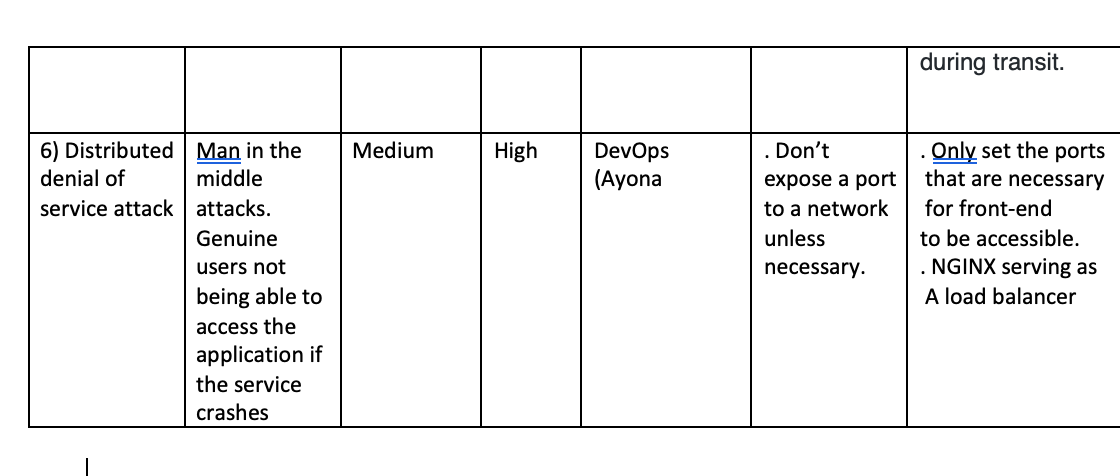 during transit.
6) Distributed
denial of
service attack
Man in the
middle
attacks.
Genuine
users not
being able to
access the
application if
the service
crashes
Medium
High
DevOps
(Ayona
. Don’t
expose a port
to a network
unless
necessary.
. Only set the ports
that are necessary
for front-end
to be accessible.
. NGINX serving as
A load balancer